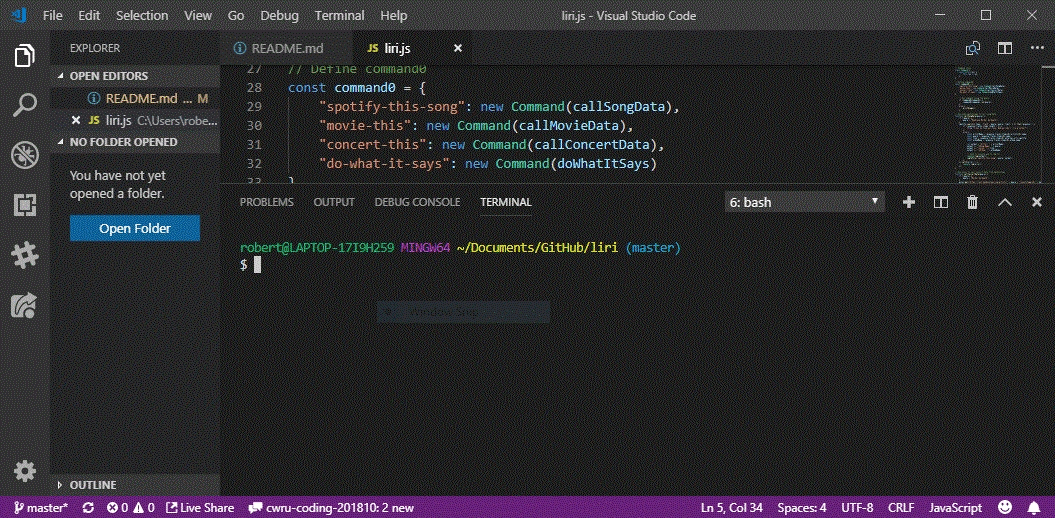 File Edit Selection View Go Debug Terminal Help liri.js - Visual Studio Code
EXPLORER
OPEN EDITORS
README.md ... M
JS liri.js C:\Users\robe...
NO FOLDER OPENED
You have not yet
opened a folder.
Open Folder
OUTLINE
README.md JS liri.js
27 // Define command0
28 const command0 = {
29 "spotify-this-song": new Command(callSongData),
30 "movie-this": new Command(callMovieData),
31 "concert-this": new Command(callConcertData),
32 "do-what-it-says": new Command(doWhatItSays)
33 }
PROBLEMS OUTPUT DEBUG CONSOLE TERMINAL 6: bash
robert@LAPTOP-17I9H259 MINGW64 ~/Documents/GitHub/liri (master)
$
Window Snip
master* 0 0 Live Share cwru-coding-201810: 2 new Ln 5, Col 34 Spaces: 4 UTF-8 CRLF JavaScript